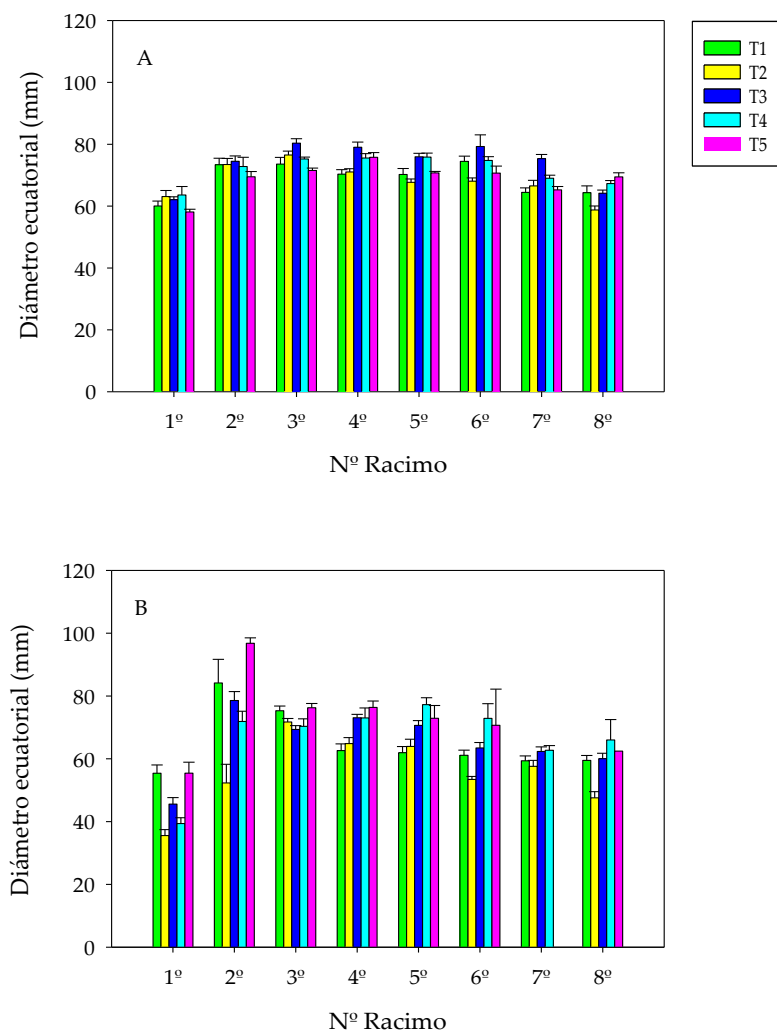 A
Diámetro ecuatorial (mm)
120
100
80
60
40
20
0
1º 2º 3º 4º 5º 6º 7º 8º
Nº Racimo
T1
T2
T3
T4
T5
B
Diámetro ecuatorial (mm)
120
100
80
60
40
20
0
1º 2º 3º 4º 5º 6º 7º 8º
Nº Racimo